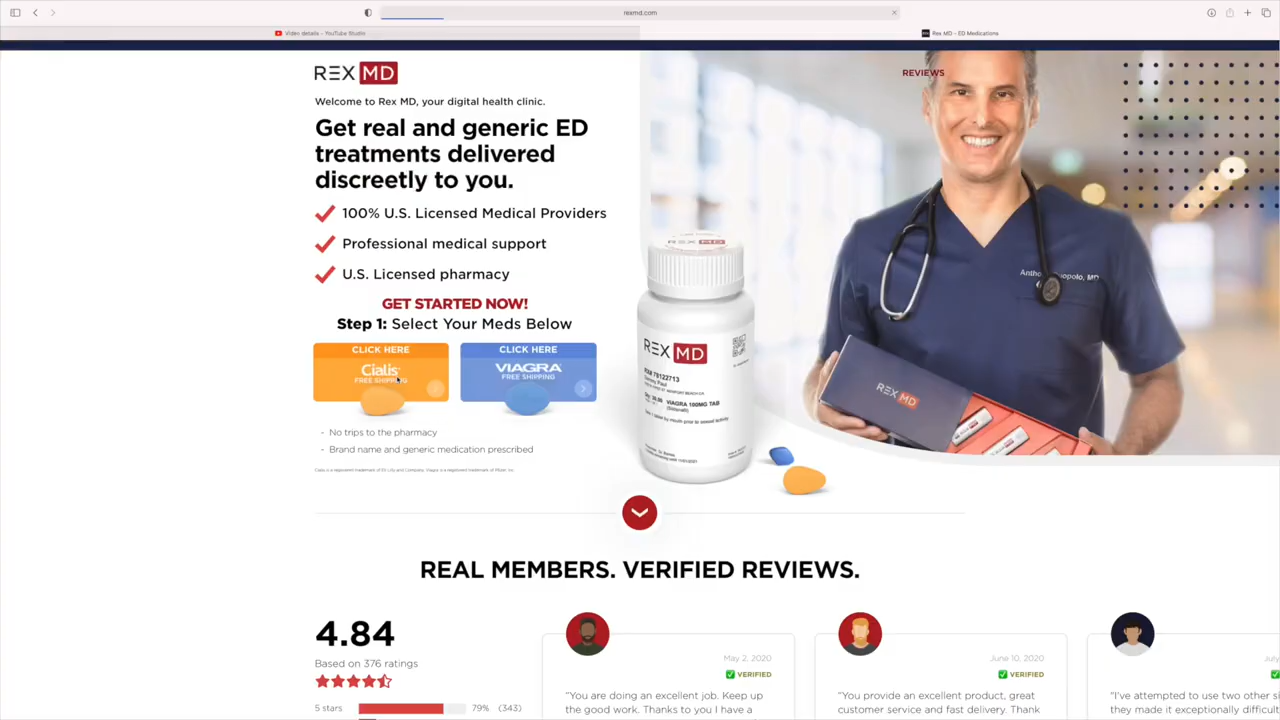 rexmd.com
Video details - YouTube Studio
Rex MD - ED Medications
REX MD
REVIEWS
Welcome to Rex MD, your digital health clinic.
Get real and generic ED
treatments delivered
discreetly to you.
100% U.S. Licensed Medical Providers
Professional medical support
U.S. Licensed pharmacy
GET STARTED NOW!
Step 1: Select Your Meds Below
CLICK HERE
Cialis
FREE SHIPPING
CLICK HERE
VIAGRA
FREE SHIPPING
- No trips to the pharmacy
- Brand name and generic medication prescribed
REX MD
REX MD
VIAGRA 100MG TAB
(Sildenafil)
MD
REX MD
REAL MEMBERS. VERIFIED REVIEWS.
4.84
Based on 376 ratings
5 stars 79% (343)
May 2, 2020
VERIFIED
"You are doing an excellent job. Keep up
the good work. Thanks to you I have a
June 10, 2020
VERIFIED
"You provide an excellent product, great
customer service and fast delivery. Thank
"I've attempted to use two other
they made it exceptionally